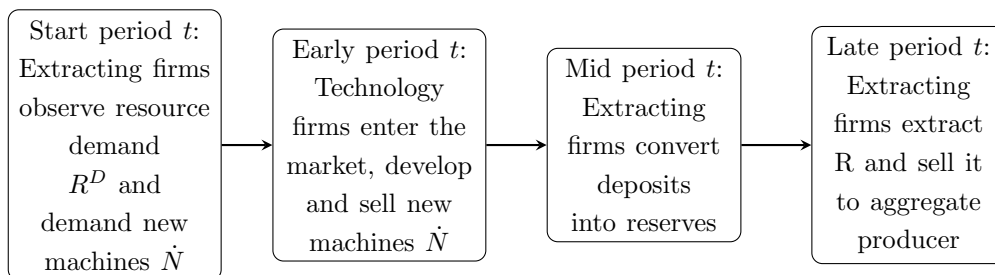 Start period t:
Extracting firms
observe resource
demand
R^D and
demand new
machines Ṅ
Early period t:
Technology
firms enter the
market, develop
and sell new
machines Ṅ
Mid period t:
Extracting
firms convert
deposits
into reserves
Late period t:
Extracting
firms extract
R and sell it
to aggregate
producer